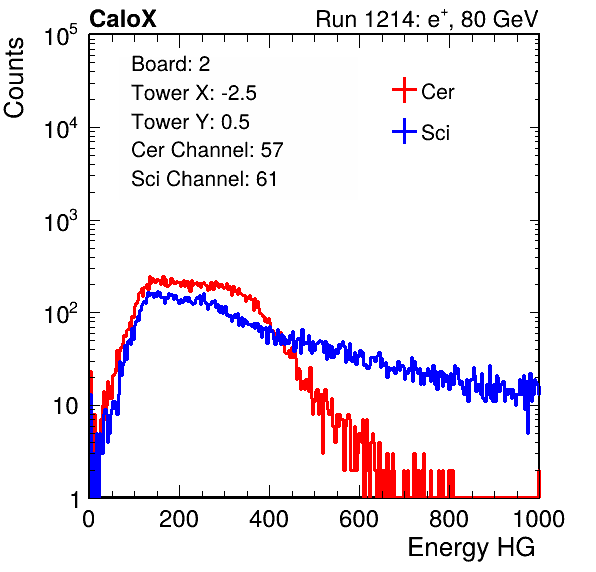 CaloX Run 1214: e⁺, 80 GeV
Counts
10⁵
10⁴
10³
10²
10
1
Board: 2
Tower X: -2.5
Tower Y: 0.5
Cer Channel: 57
Sci Channel: 61
Cer
Sci
0 200 400 600 800 1000
Energy HG